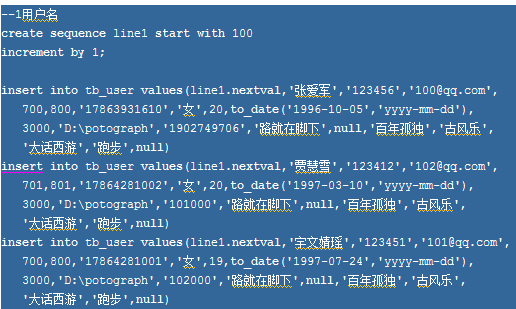 --1用户名
create sequence line1 start with 100
increment by 1;
insert into tb_user values(line1.nextval,'张爱军','123456','100@qq.com',
700,800,'17863931610','女',20,to_date('1996-10-05','yyyy-mm-dd'),
3000,'D:\potograph','1902749706','路就在脚下',null,'百年孤独','古风乐',
'大话西游','跑步',null)
insert into tb_user values(line1.nextval,'贾慧雪','123412','102@qq.com',
701,801,'17864281002','女',20,to_date('1997-03-10','yyyy-mm-dd'),
3000,'D:\potograph','101000','路就在脚下',null,'百年孤独','古风乐',
'大话西游','跑步',null)
insert into tb_user values(line1.nextval,'宇文婧瑶','123451','101@qq.com',
700,800,'17864281001','女',19,to_date('1997-07-24','yyyy-mm-dd'),
3000,'D:\potograph','102000','路就在脚下',null,'百年孤独','古风乐',
'大话西游','跑步',null)